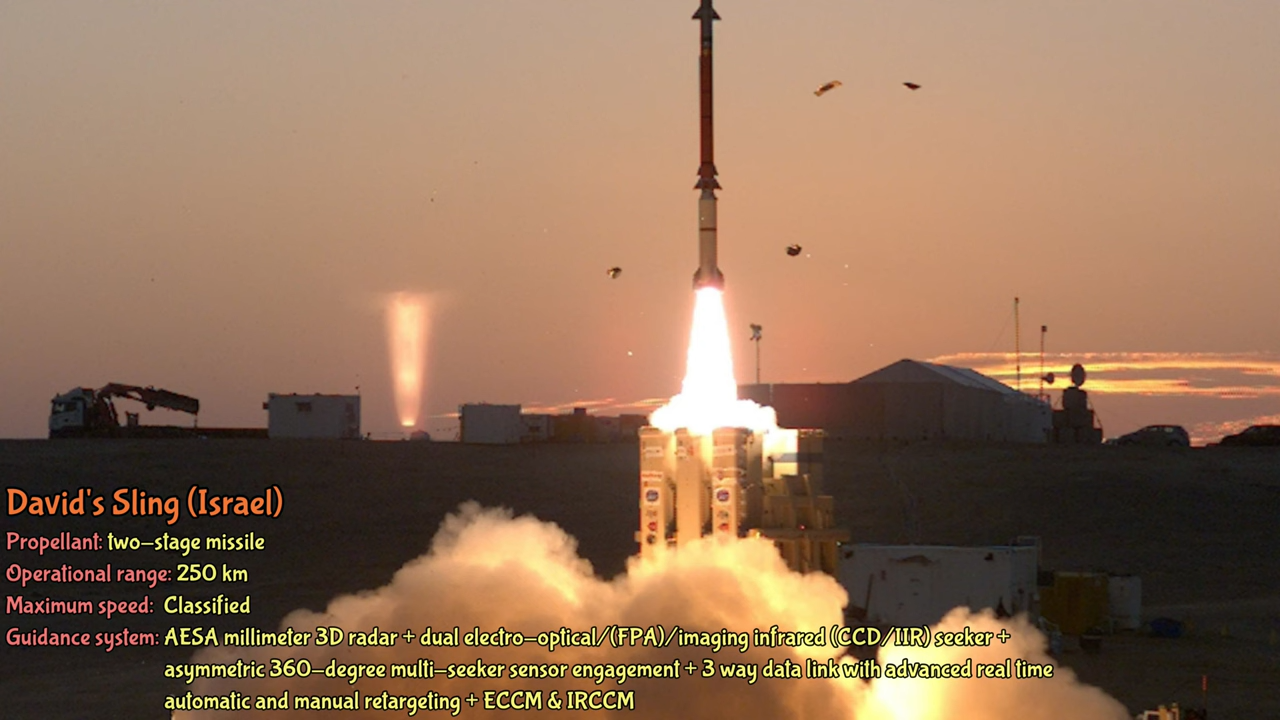 David's Sling (Israel)
Propellant: two-stage missile
Operational range: 250 km
Maximum speed: Classified
Guidance system: AESA millimeter 3D radar + dual electro-optical/(FPA)/imaging infrared (CCD/IIR) seeker +
asymmetric 360-degree multi-seeker sensor engagement + 3 way data link with advanced real time
automatic and manual retargeting + ECCM & IRCCM